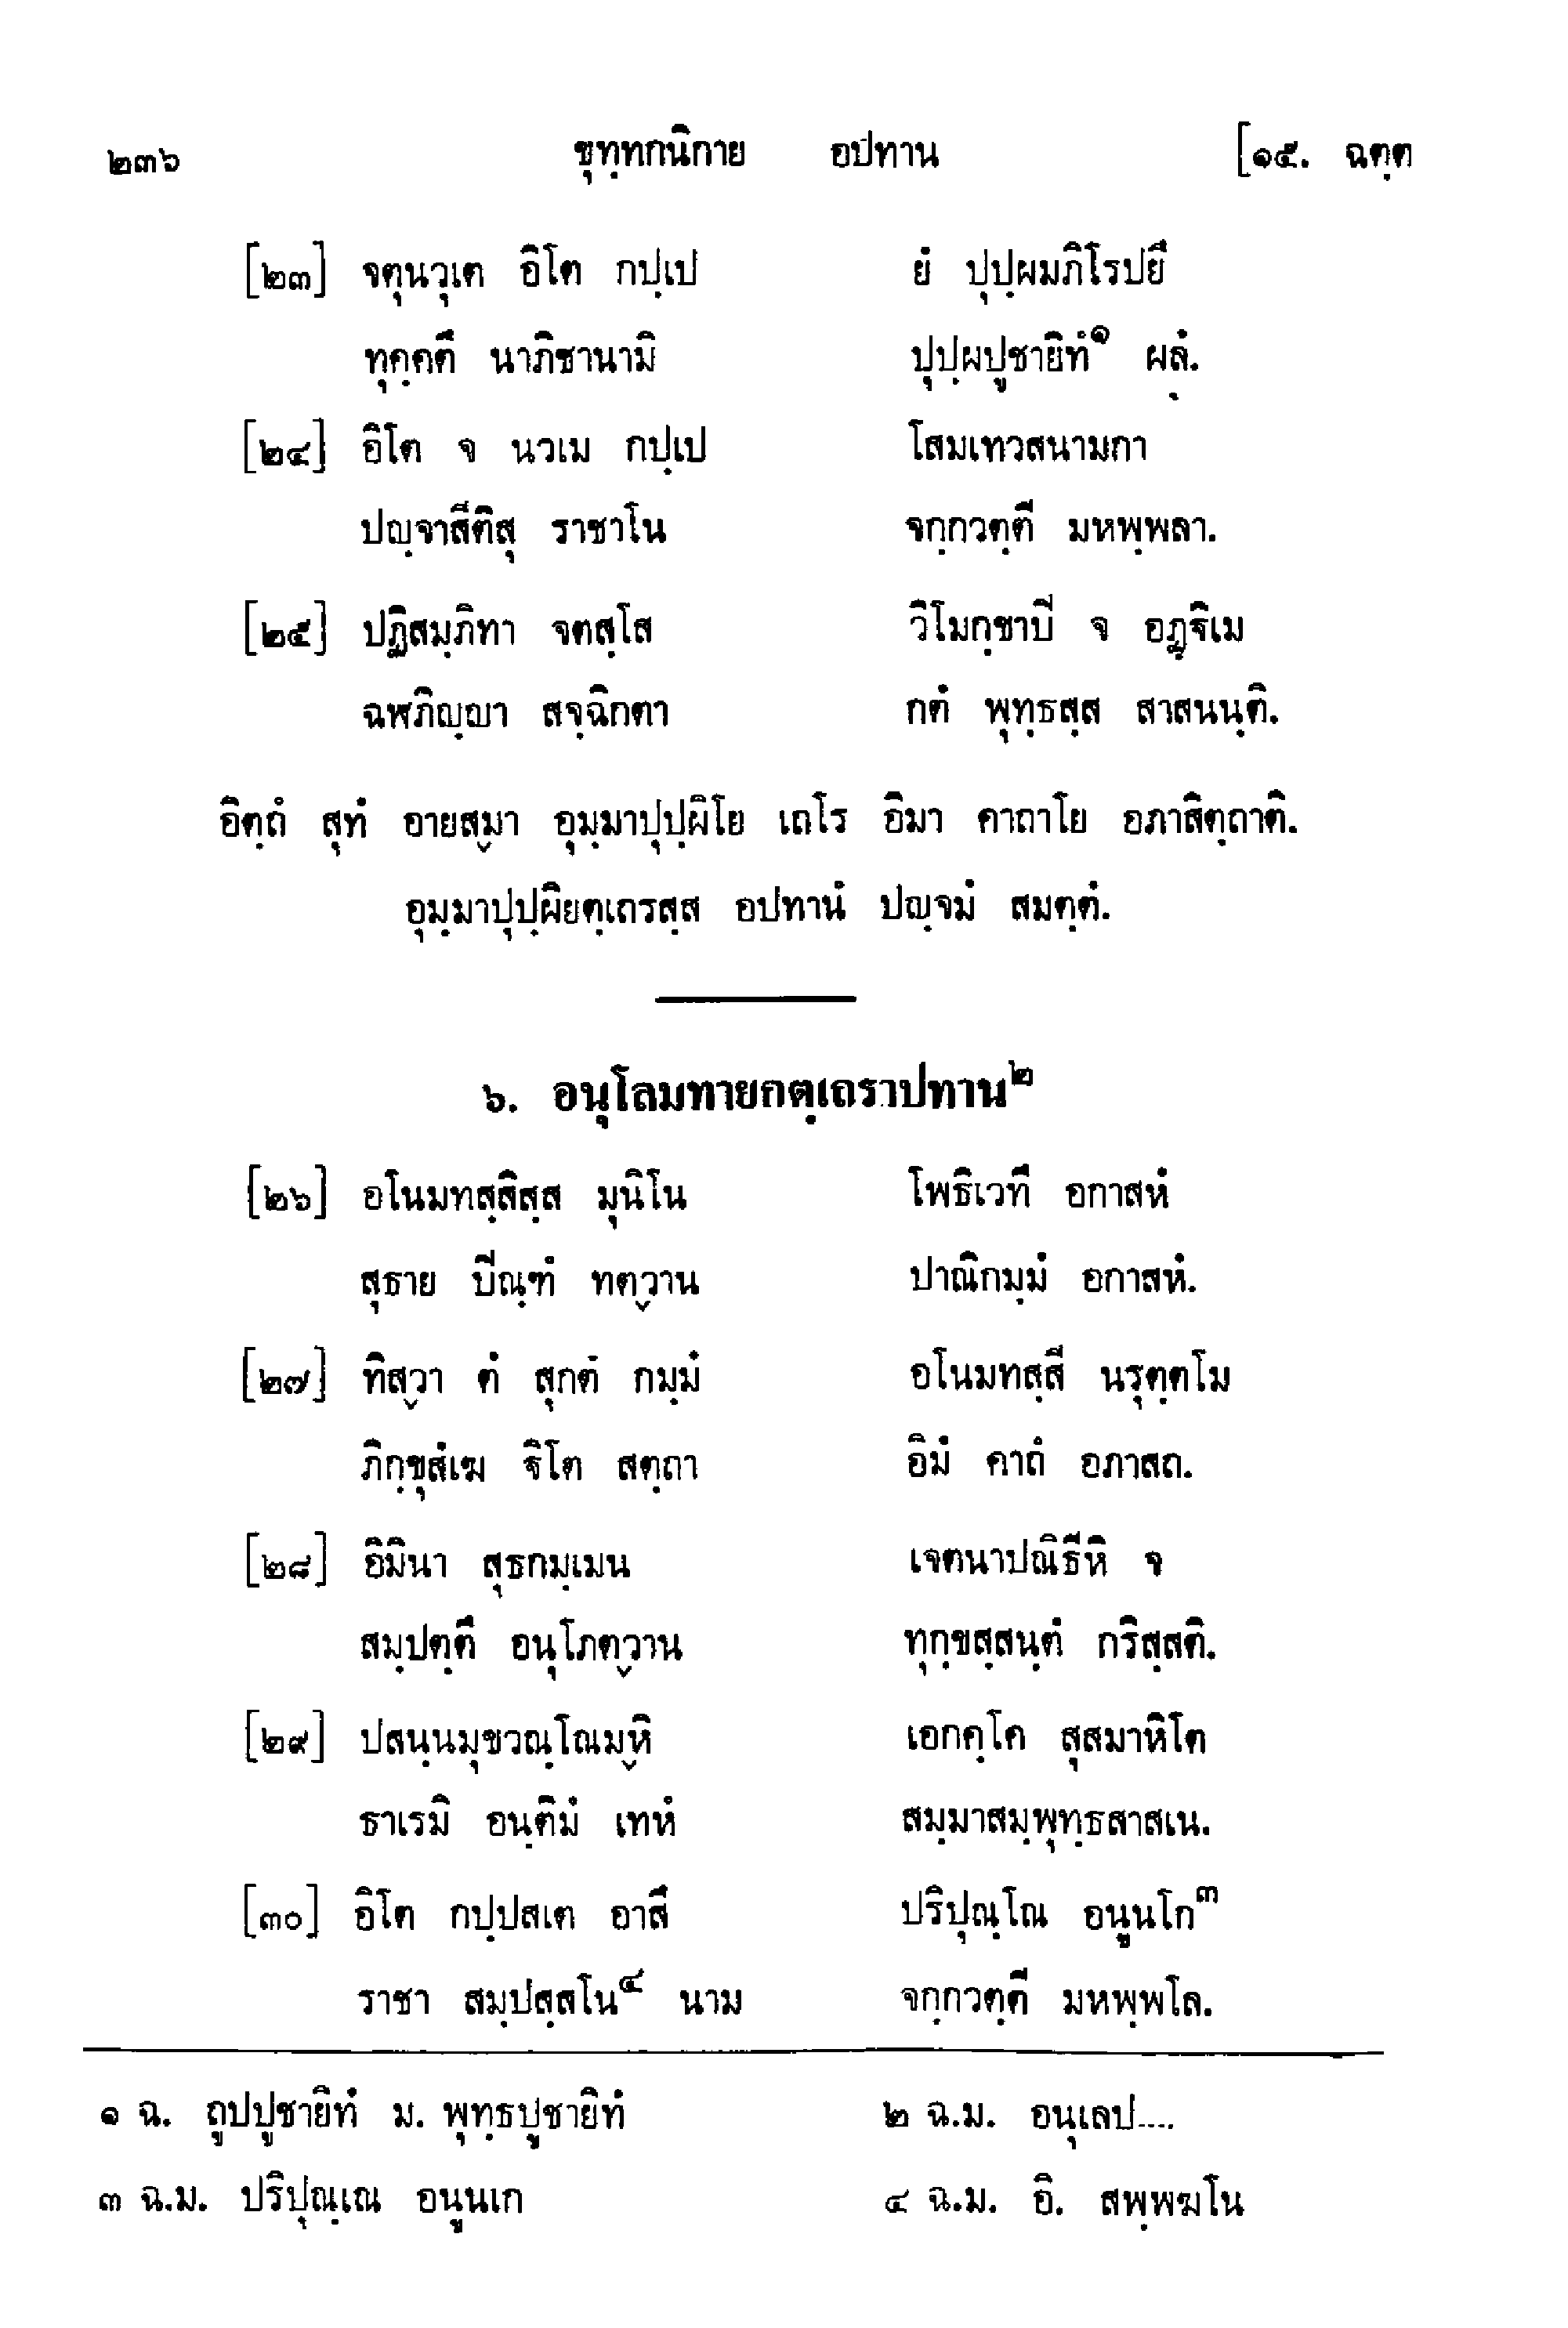 ๒๓๖ ขุทฺทกนิกาย อปทาน [๑๕. ฉตฺต
[๒๓] จตุนวุเต อิโต กปฺเป ยํ ปุปฺผมภิโรปยึ
ทุคฺคตึ นาภิชานามิ ปุปฺผปูชายิทํ๑ ผลํ.
[๒๔] อิโต จ นวเม กปฺเป โสมเทวสนามกา
ปญฺจาสีติสุ ราชาโน จกฺกวตฺตี มหพฺพลา.
[๒๕] ปฏิสมฺภิทา จตสฺโส วิโมกฺขาปี จ อฏฺฐิเม
ฉฬภิญฺญา สจฺฉิกตา กตํ พุทฺธสฺส สาสนนฺติ.
อิตฺถํ สุทํ อายสฺมา อุมฺมาปุปฺผิโย เถโร อิมา คาถาโย อภาสิตฺถาติ.
อุมฺมาปุปฺผิยตฺเถรสฺส อปทานํ ปญฺจมํ สมตฺตํ.
๖. อนุโลมทายกตฺเถราปทาน๒
[๒๖] อโนมทสฺสิสฺส มุนิโน โพธิเวทึ อกาสหํ
สุธาย ปีณฺฑํ ทตฺวาน ปาณิกมฺมํ อกาสหํ.
[๒๗] ทิสฺวา ตํ สุกตํ กมฺมํ อโนมทสฺสี นรุตฺตโม
ภิกฺขุสํเฆ ฐิโต สตฺถา อิมํ คาถํ อภาสถ.
[๒๘] อิมินา สุธกมฺเมน เจตนาปณิธีหิ จ
สมฺปตฺตึ อนุโภตฺวาน ทุกฺขสฺสนฺตํ กริสฺสติ.
[๒๙] ปสนฺนมุขวณฺโณมฺหิ เอกคฺโค สุสมาหิโต
ธาเรมิ อนฺติมํ เทหํ สมฺมาสมฺพุทฺธสาสเน.
[๓๐] อิโต กปฺปสเต อาสึ ปริปุณฺโณ อนูนโก๓
ราชา สมฺปสฺสโน๔ นาม จกฺกวตฺตี มหพฺพโล.
๑ ฉ. ถูปปูชายิทํ ม. พุทฺธปูชายิทํ ๒ ฉ.ม. อนุเลป....
๓ ฉ.ม. ปริปุณฺเณ อนูนเก ๔ ฉ.ม. อิ. สพฺพฆโน